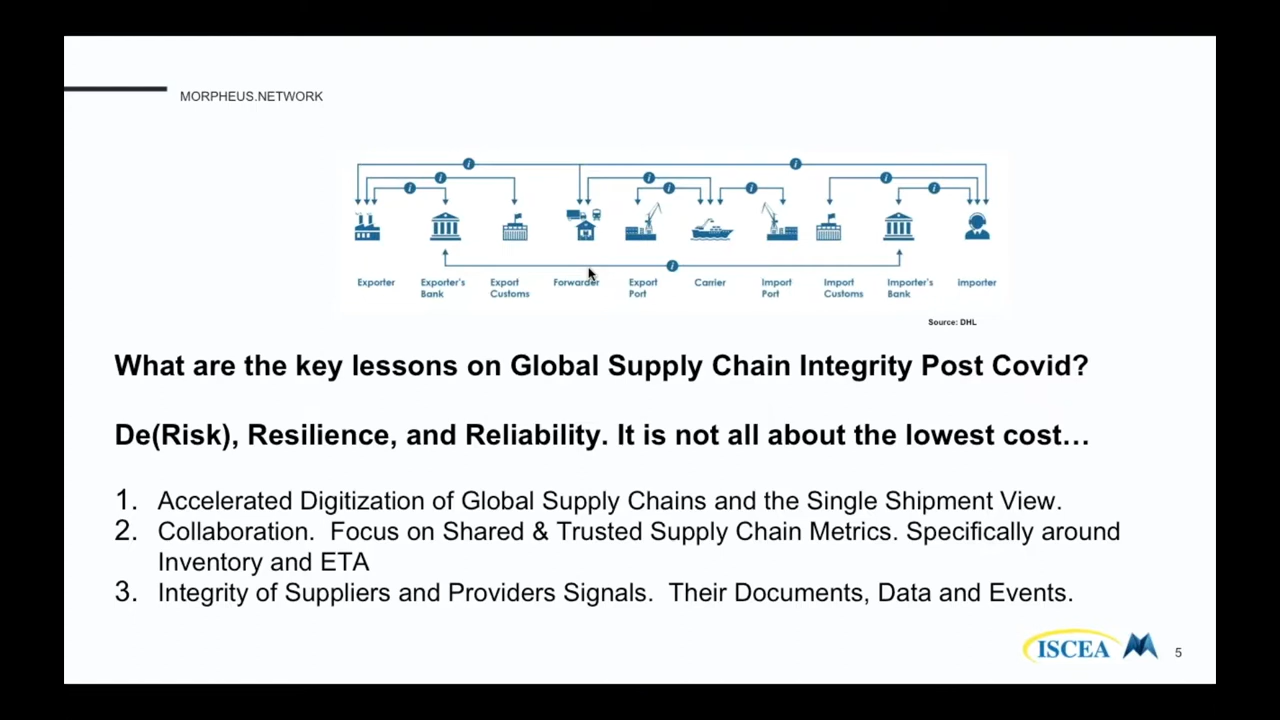 MORPHEUS.NETWORK
i i
i i i
i i i i
Exporter Exporter's Export Forwarder Export Carrier Import Import Importer's Importer
Bank Customs Port Port Customs Bank
i
Source: DHL
What are the key lessons on Global Supply Chain Integrity Post Covid?
De(Risk), Resilience, and Reliability. It is not all about the lowest cost…
1. Accelerated Digitization of Global Supply Chains and the Single Shipment View.
2. Collaboration. Focus on Shared & Trusted Supply Chain Metrics. Specifically around
Inventory and ETA
3. Integrity of Suppliers and Providers Signals. Their Documents, Data and Events.
ISCEA
5